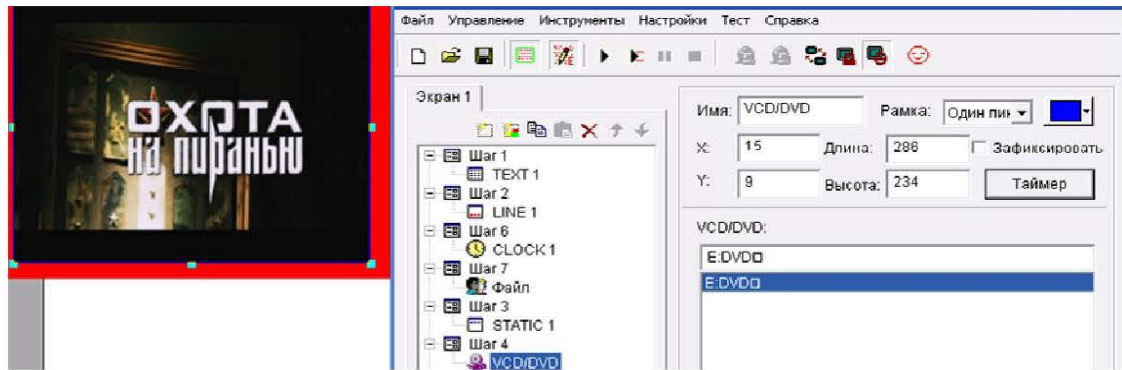 ОХОТА
на пиранью
Файл Управление Инструменты Настройки Тест Справка
Экран 1
Шаг 1
TEXT 1
Шаг 2
LINE 1
Шаг 6
CLOCK 1
Шаг 7
Файл
Шаг 3
STATIC 1
Шаг 4
VCD/DVD
Имя: VCD/DVD Рамка: Один пик
X: 15 Длина: 286 Зафиксировать
Y: 9 Высота: 234 Таймер
VCD/DVD:
E:DVD□
E:DVD□